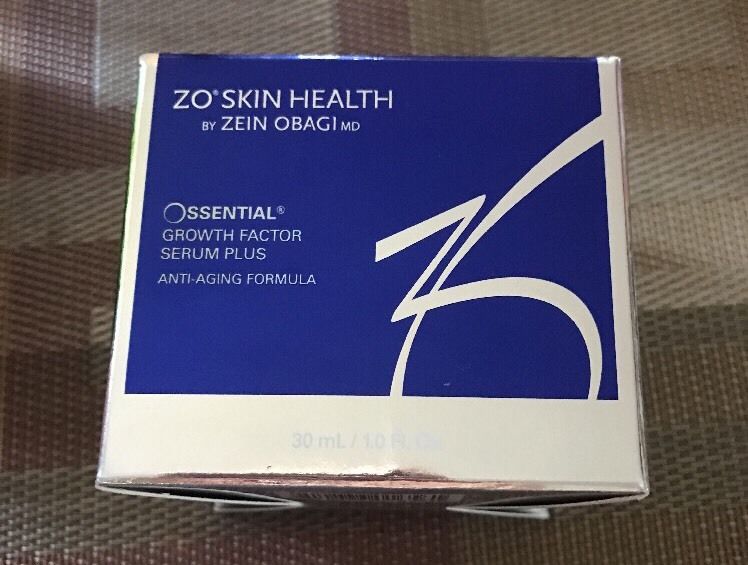 ZO® SKIN HEALTH
BY ZEIN OBAGI MD
OSSENTIAL®
GROWTH FACTOR
SERUM PLUS
ANTI-AGING FORMULA
30 mL / 1.0 Fl. Oz.